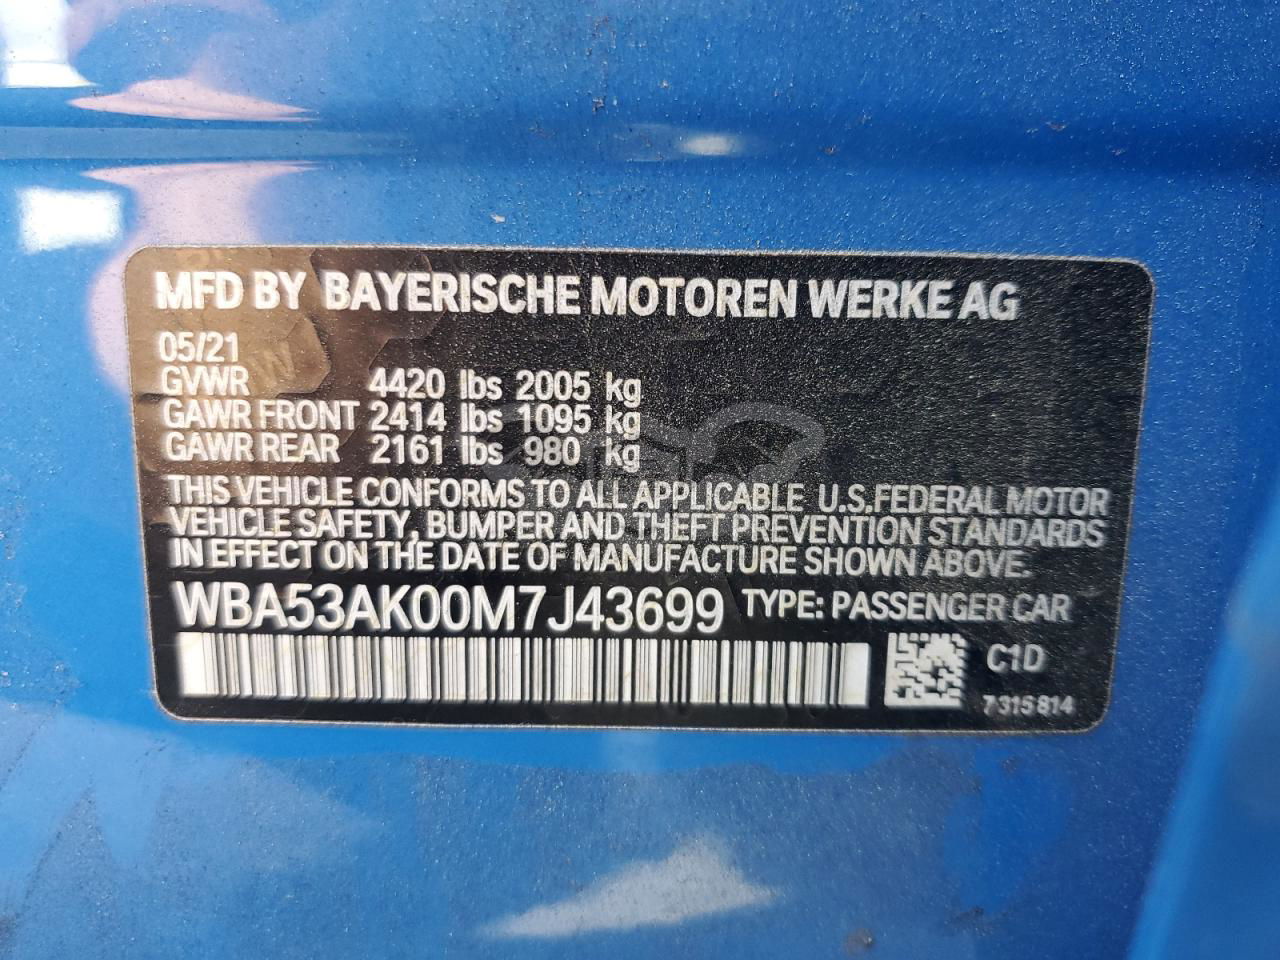 MFD BY BAYERISCHE MOTOREN WERKE AG
05/21
GVWR 4420 lbs 2005 kg
GAWR FRONT 2414 lbs 1095 kg
GAWR REAR 2161 lbs 980 kg
THIS VEHICLE CONFORMS TO ALL APPLICABLE U.S.FEDERAL MOTOR
VEHICLE SAFETY, BUMPER AND THEFT PREVENTION STANDARDS
IN EFFECT ON THE DATE OF MANUFACTURE SHOWN ABOVE.
WBA53AK00M7J43699 TYPE: PASSENGER CAR
C1D
7 315 814